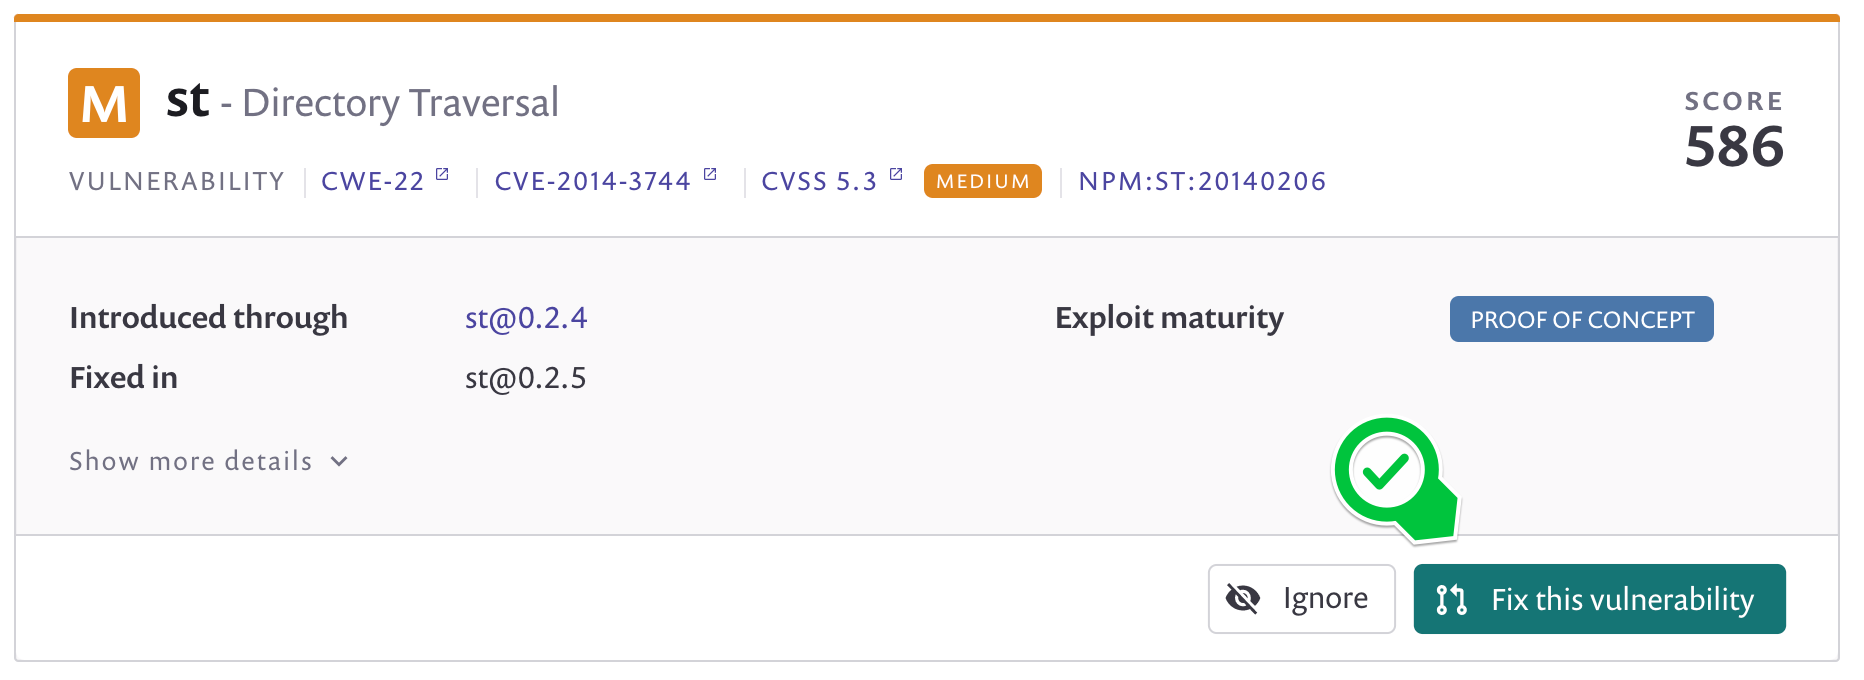 M st - Directory Traversal
SCORE
586
VULNERABILITY CWE-22 CVE-2014-3744 CVSS 5.3 MEDIUM NPM:ST:20140206
Introduced through st@0.2.4 Exploit maturity PROOF OF CONCEPT
Fixed in st@0.2.5
Show more details
Ignore Fix this vulnerability